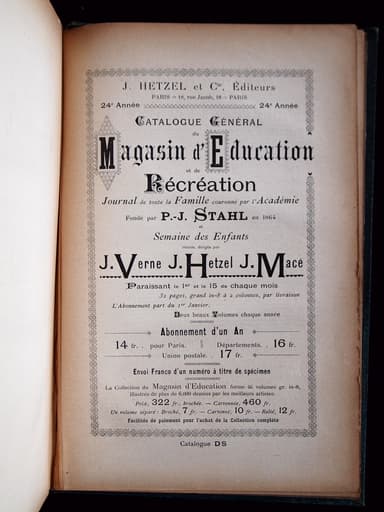 J. HETZEL et Cie, Éditeurs
PARIS — 18, rue Jacob, 18 — PARIS
24e Année 24e Année
CATALOGUE GÉNÉRAL
du
Magasin d'Education
et de
Récréation
Journal de toute la Famille couronné par l'Académie
Fondé par P.-J. STAHL en 1864
et
Semaine des Enfants
réunis, dirigés par
J. Verne J. Hetzel J. Macé
Paraissant le 1er et le 15 de chaque mois
32 pages, grand in-8 à 2 colonnes, par livraison
L'Abonnement part du 1er Janvier.
Deux beaux Volumes chaque année
Abonnement d'un An
14 fr. .. pour Paris. Départements. . 16 fr.
Union postale. . 17 fr.
Envoi Franco d'un numéro à titre de spécimen
La Collection du Magasin d'Education forme volumes gr. in-8,
illustrés de plus de 6,000 dessins par les meilleurs artistes.
Prix, 322 fr., brochée. — Cartonnée, 460 fr.
Un volume séparé : Broché, 7 fr. — Cartonné, 10 fr. — Relié, 12 fr.
Facilités de paiement pour l'achat de la Collection complète
Catalogue DS